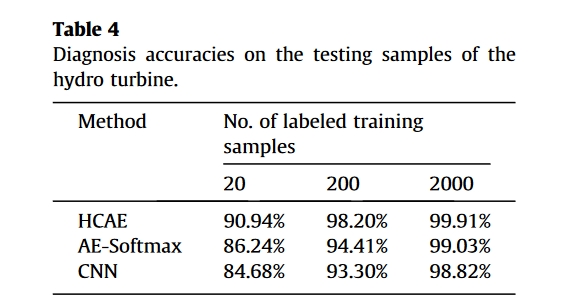 Table 4
Diagnosis accuracies on the testing samples of the
hydro turbine.
Method No. of labeled training
samples
20 200 2000
HCAE 90.94% 98.20% 99.91%
AE-Softmax 86.24% 94.41% 99.03%
CNN 84.68% 93.30% 98.82%